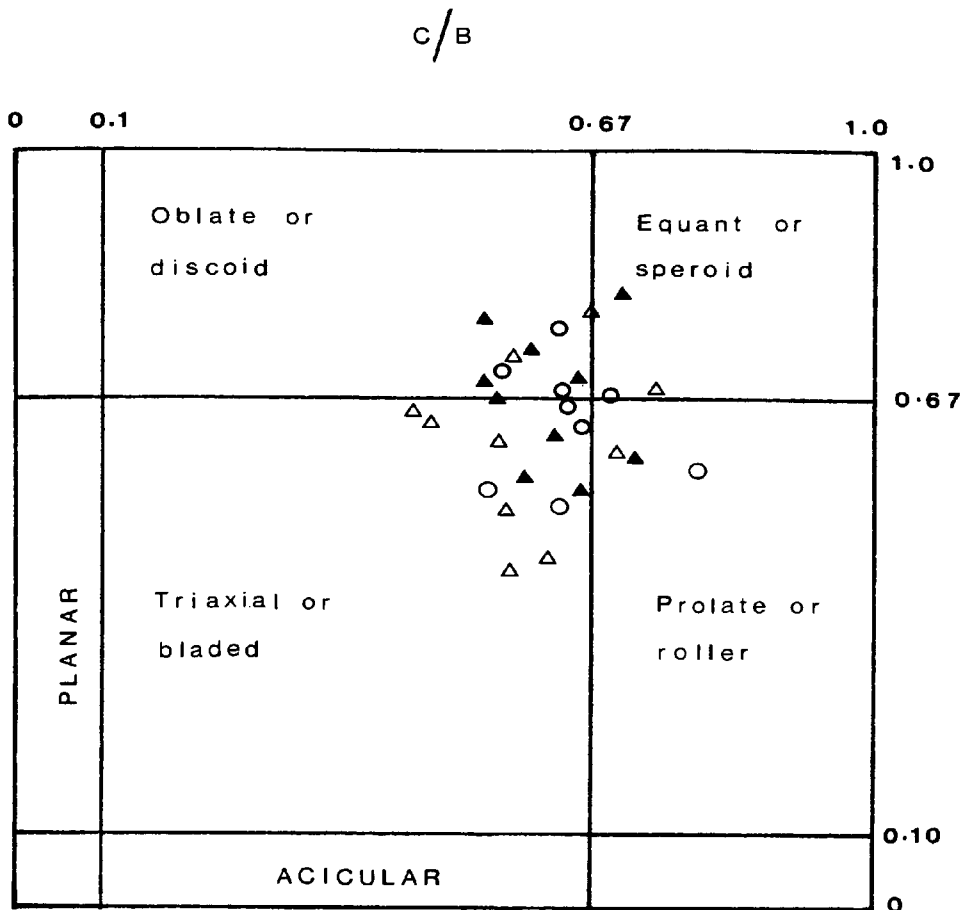 C/B
0 0.1 0.67 1.0
1.0
Oblate or
discoid
Equant or
speroid
0.67
Triaxial or
bladed
Prolate or
roller
PLANAR
0.10
ACICULAR
0